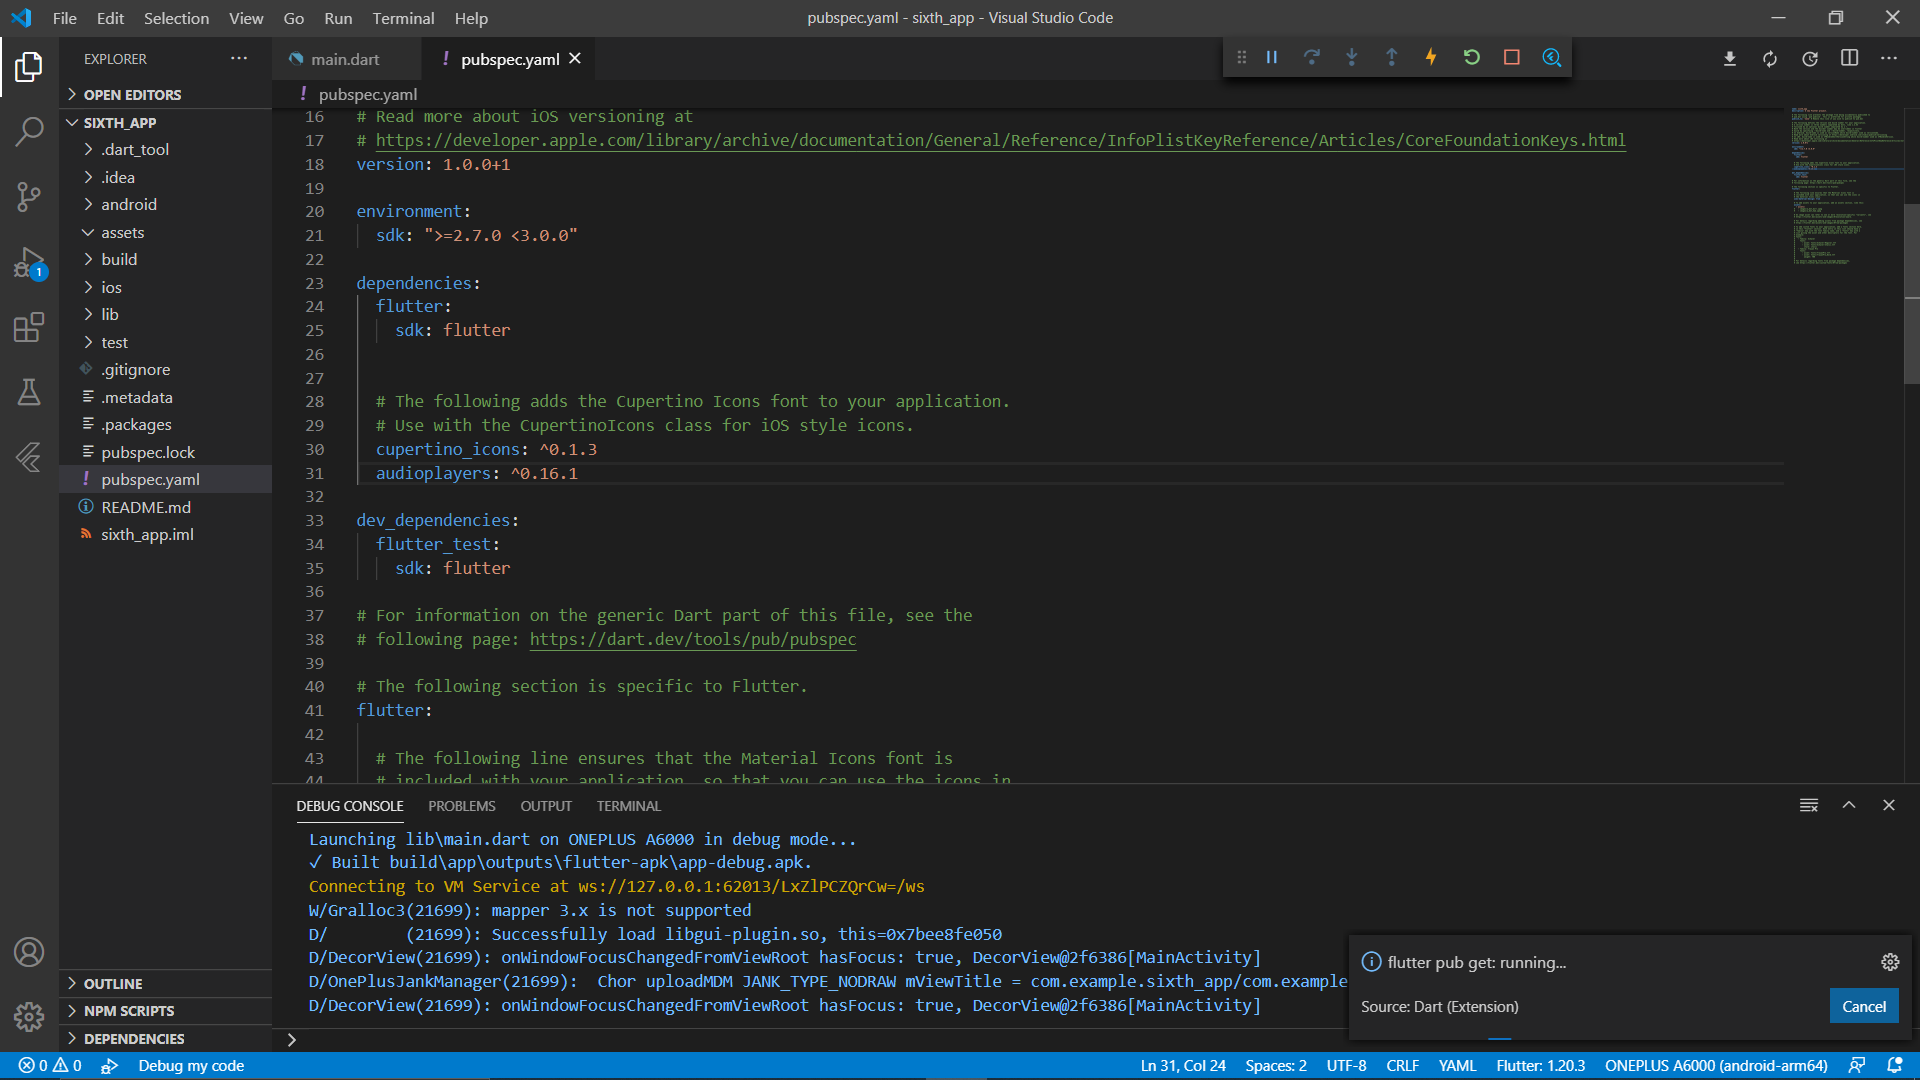 File Edit Selection View Go Run Terminal Help
pubspec.yaml - sixth_app - Visual Studio Code
EXPLORER
OPEN EDITORS
SIXTH_APP
.dart_tool
.idea
android
assets
build
ios
lib
test
.gitignore
.metadata
.packages
pubspec.lock
! pubspec.yaml
README.md
sixth_app.iml
OUTLINE
NPM SCRIPTS
DEPENDENCIES
1
main.dart
! pubspec.yaml
! pubspec.yaml
16 # Read more about iOS versioning at
17 # https://developer.apple.com/library/archive/documentation/General/Reference/InfoPlistKeyReference/Articles/CoreFoundationKeys.html
18 version: 1.0.0+1
19
20 environment:
21 sdk: ">=2.7.0 <3.0.0"
22
23 dependencies:
24 flutter:
25 sdk: flutter
26
27
28 # The following adds the Cupertino Icons font to your application.
29 # Use with the CupertinoIcons class for iOS style icons.
30 cupertino_icons: ^0.1.3
31 audioplayers: ^0.16.1
32
33 dev_dependencies:
34 flutter_test:
35 sdk: flutter
36
37 # For information on the generic Dart part of this file, see the
38 # following page: https://dart.dev/tools/pub/pubspec
39
40 # The following section is specific to Flutter.
41 flutter:
42
43 # The following line ensures that the Material Icons font is
44 # included with your application, so that you can use the icons in
DEBUG CONSOLE PROBLEMS OUTPUT TERMINAL
Launching lib\main.dart on ONEPLUS A6000 in debug mode...
✓ Built build\app\outputs\flutter-apk\app-debug.apk.
Connecting to VM Service at ws://127.0.0.1:62013/LxZlPCZQrCw=/ws
W/Gralloc3(21699): mapper 3.x is not supported
D/ (21699): Successfully load libgui-plugin.so, this=0x7bee8fe050
D/DecorView(21699): onWindowFocusChangedFromViewRoot hasFocus: true, DecorView@2f6386[MainActivity]
D/OnePlusJankManager(21699): Chor uploadMDM JANK_TYPE_NODRAW mViewTitle = com.example.sixth_app/com.example
D/DecorView(21699): onWindowFocusChangedFromViewRoot hasFocus: true, DecorView@2f6386[MainActivity]
flutter pub get: running...
Source: Dart (Extension)
Cancel
0 0 Debug my code
Ln 31, Col 24 Spaces: 2 UTF-8 CRLF YAML Flutter: 1.20.3 ONEPLUS A6000 (android-arm64)